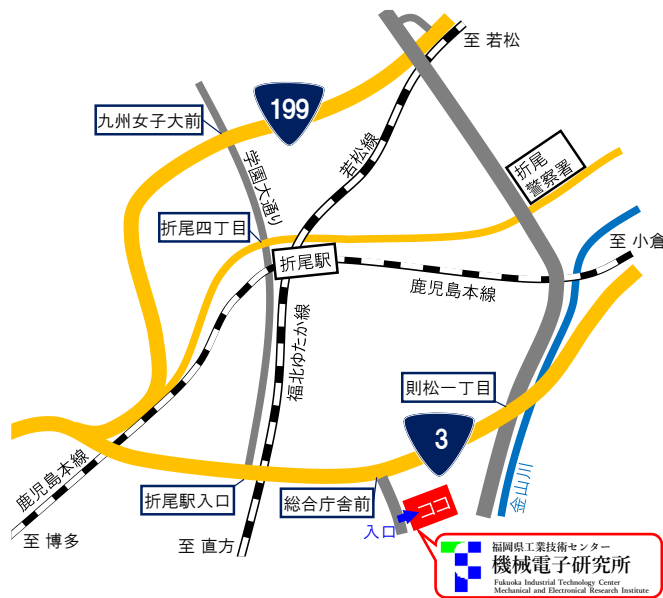 至 若松
199
九州女子大前
若松線
学園大通り
折尾
警察署
折尾四丁目
至 小倉
折尾駅
鹿児島本線
福北ゆたか線
則松一丁目
3
鹿児島本線
金山川
折尾駅入口
総合庁舎前
ココ
入口
至 博多
至 直方
福岡県工業技術センター
機械電子研究所
Fukuoka Industrial Technology Center
Mechanical and Electronical Research Institute